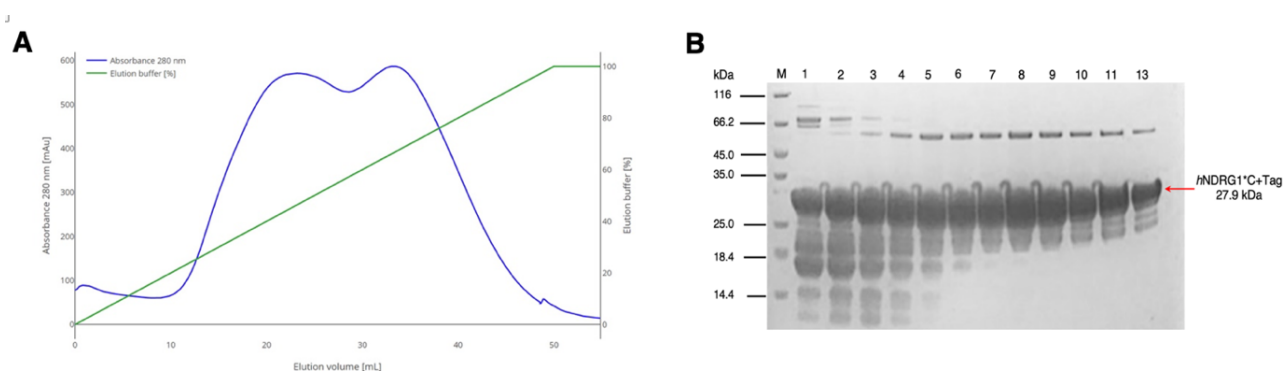 A
Absorbance 280 nm
Elution buffer [%]
Absorbance 280 nm [mAu]
600
500
400
300
200
100
0
100
80
60
40
20
0
Elution buffer [%]
0 10 20 30 40 50
Elution volume [mL]
B
kDa M 1 2 3 4 5 6 7 8 9 10 11 13
116
66.2
45.0
35.0
25.0
18.4
14.4
hNDRG1*C+Tag
27.9 kDa